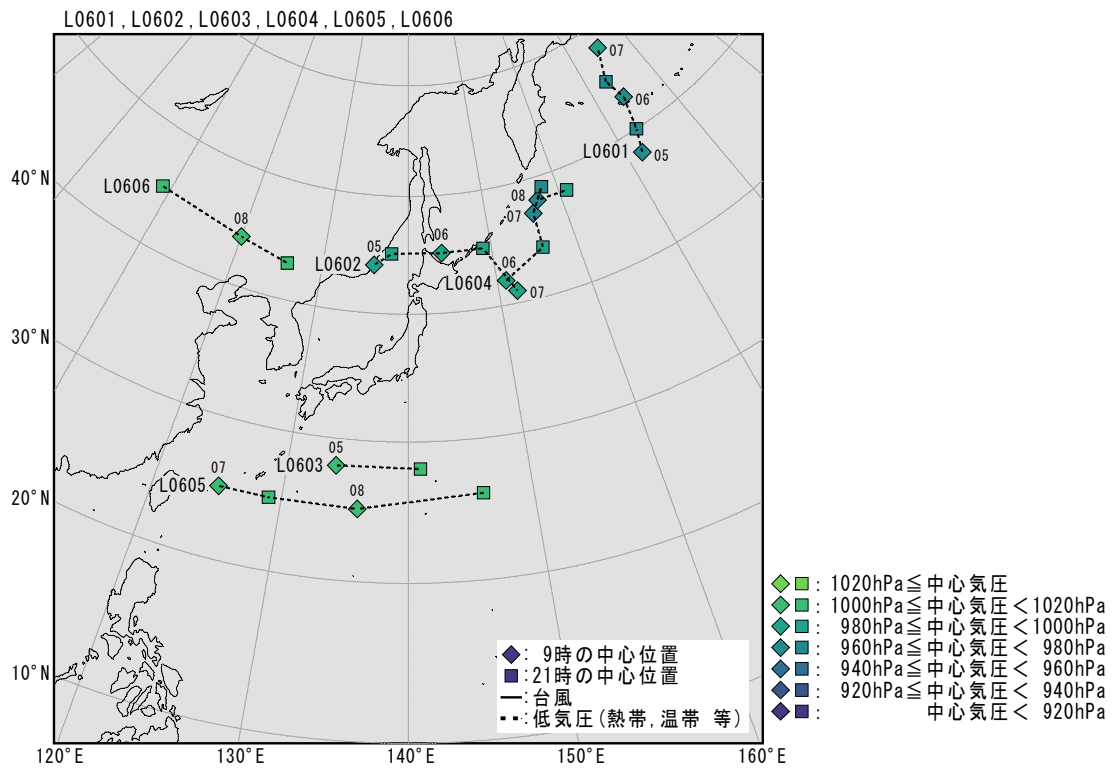 L0601,L0602,L0603,L0604,L0605,L0606
07
06
L0601
05
40°N
L0606
08
08
07
05
06
L0602
06
L0604
07
30°N
05
L0603
07
L0605
08
20°N
10°N
◆: 9時の中心位置
■:21時の中心位置
━:台風
┅:低気圧(熱帯,温帯 等)
: 1020hPa≦中心気圧
: 1000hPa≦中心気圧<1020hPa
: 980hPa≦中心気圧<1000hPa
: 960hPa≦中心気圧< 980hPa
: 940hPa≦中心気圧< 960hPa
: 920hPa≦中心気圧< 940hPa
: 中心気圧< 920hPa
120°E
130°E
140°E
150°E
160°E